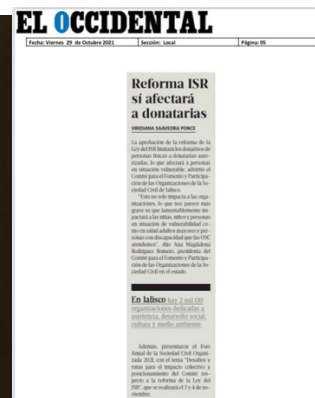 EL OCCIDENTAL
Fecha: Viernes 29 de Octubre 2021 Sección: Local Página: 05
Reforma ISR
sí afectará
a donatarias
VIRIDIANA SAAVEDRA PONCE
La aprobación de la reforma de la
Ley del ISR limitará los donativos de
personas físicas a donatarias auto-
rizadas, lo que afectará a personas
en situación vulnerable, advirtió el
Comité para el Fomento y Participa-
ción de las Organizaciones de la So-
ciedad Civil de Jalisco.
"Esto no solo impacta a las orga-
nizaciones, lo que nos parece más
grave es que lamentablemente im-
pactará a las niñas, niños y personas
en situación de vulnerabilidad co-
mo en salud adultos mayores y per-
sonas con discapacidad que las OSC
atendemos", dijo Ana Magdalena
Rodríguez Romero, presidenta del
Comité para el Fomento y Participa-
ción de las Organizaciones de la So-
ciedad Civil en el estado.
En Jalisco hay 2 mil 00
organizaciones dedicadas a
asistencia, desarrollo social,
cultura y medio ambiente.
Además, presentaron el Foro
Anual de la Sociedad Civil Organi-
zada 2021, con el tema "Desafíos y
rutas para el impacto colectivo y
posicionamiento del Comité res-
pecto a la reforma de la Ley del
ISR", que se realizará el 3 y 4 de no-
viembre.